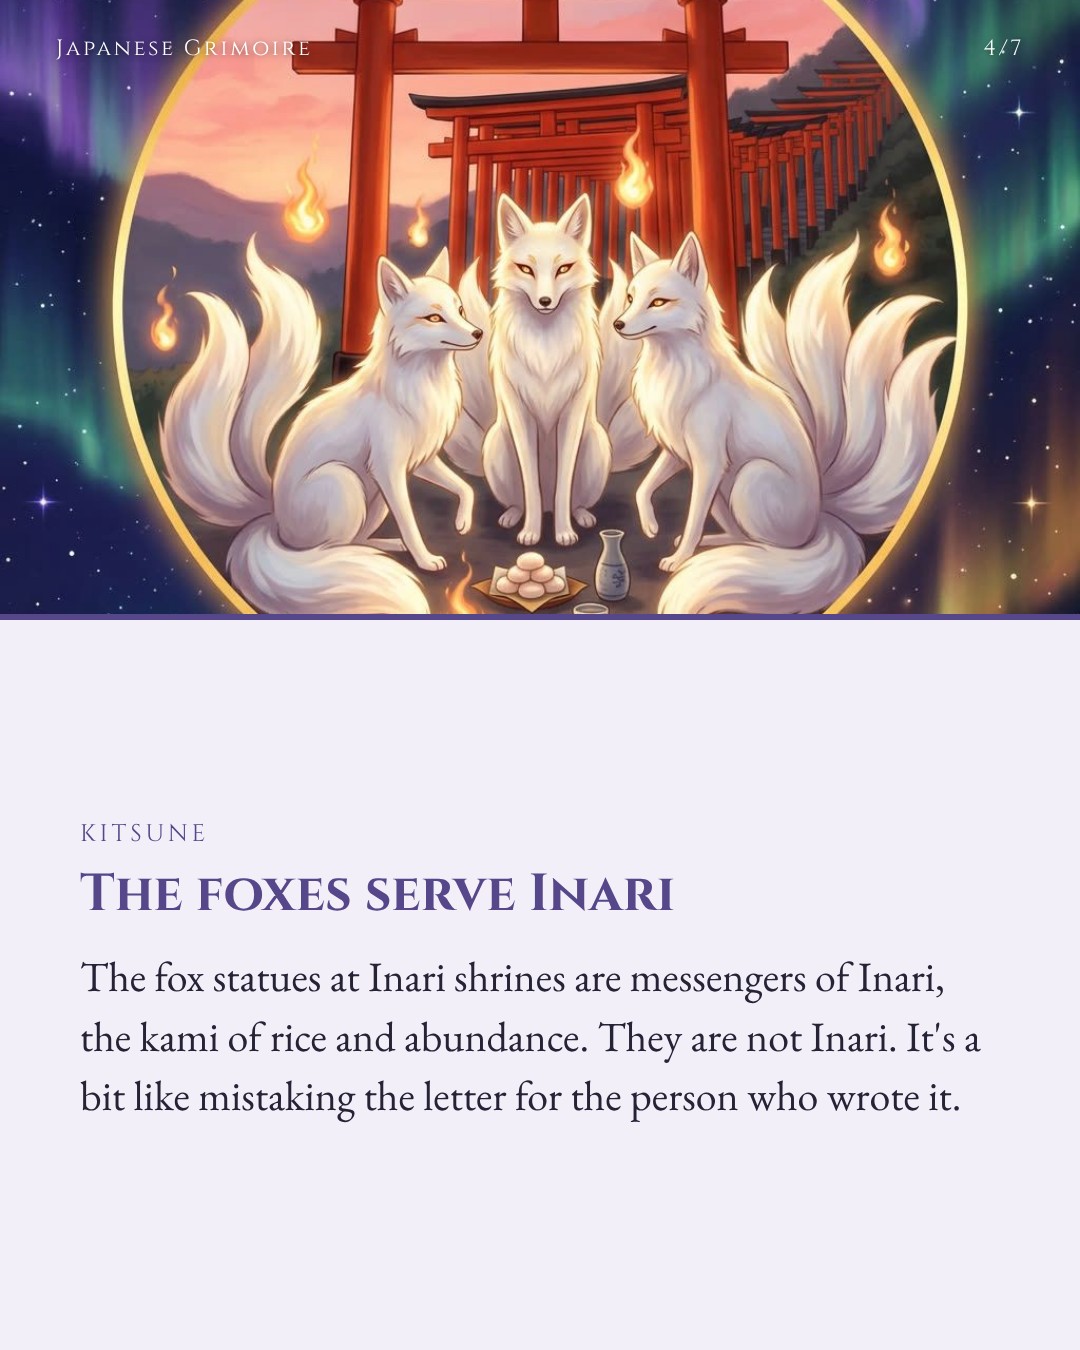 Japanese Grimoire
4/7
KITSUNE
The foxes serve Inari
The fox statues at Inari shrines are messengers of Inari,
the kami of rice and abundance. They are not Inari. It's a
bit like mistaking the letter for the person who wrote it.